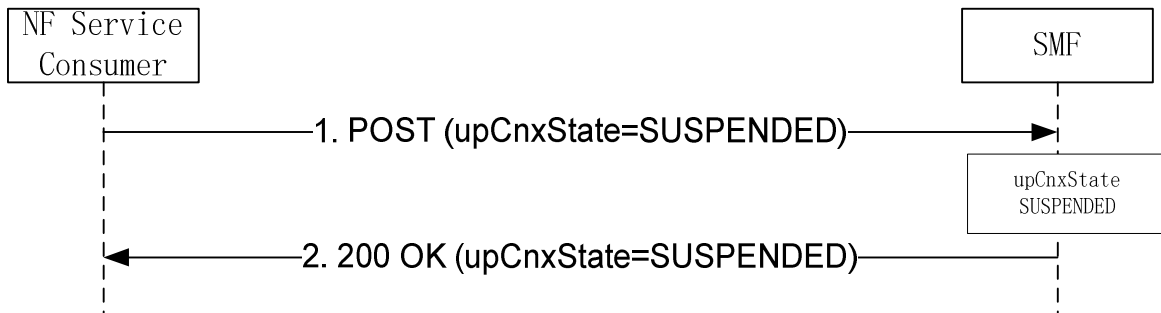 NF Service
Consumer
SMF
1. POST (upCnxState=SUSPENDED)
upCnxState
SUSPENDED
2. 200 OK (upCnxState=SUSPENDED)